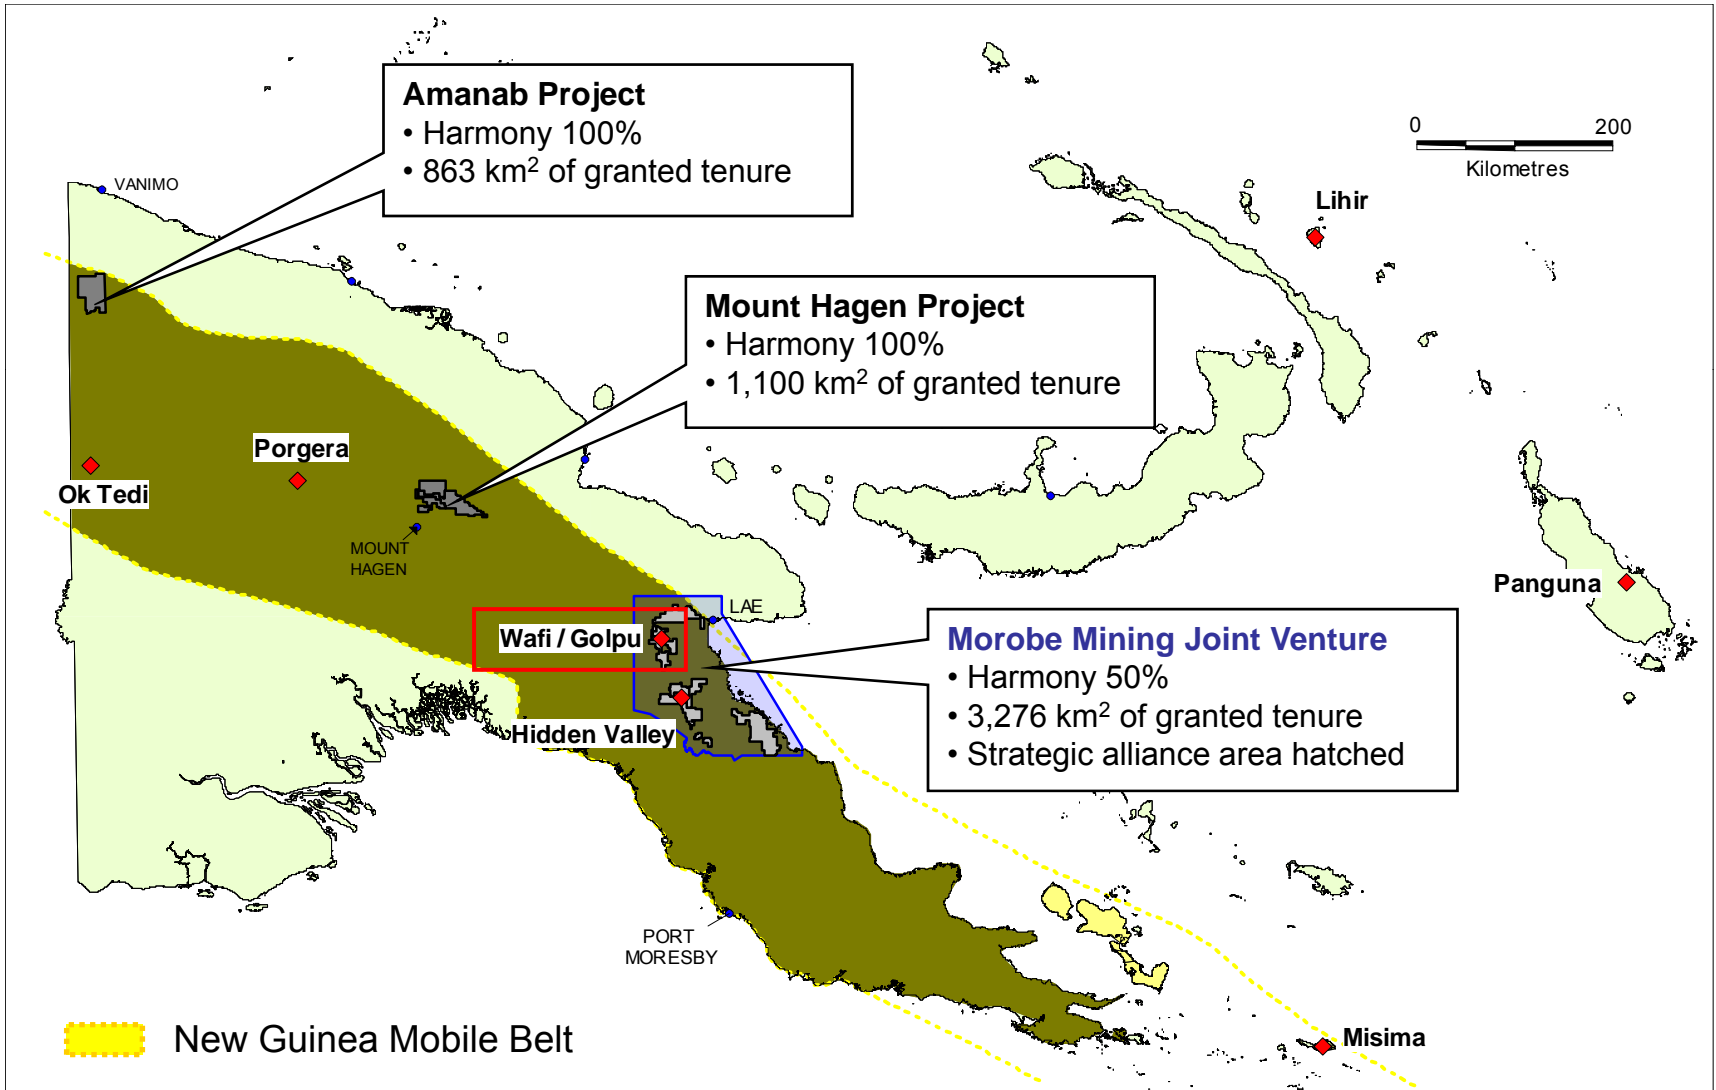 Amanab Project
• Harmony 100%
• 863 km² of granted tenure
0 200
Kilometres
VANIMO
Lihir
Mount Hagen Project
• Harmony 100%
• 1,100 km² of granted tenure
Porgera
Ok Tedi
MOUNT
HAGEN
Panguna
LAE
Wafi / Golpu
Morobe Mining Joint Venture
• Harmony 50%
• 3,276 km² of granted tenure
• Strategic alliance area hatched
Hidden Valley
PORT
MORESBY
New Guinea Mobile Belt
Misima